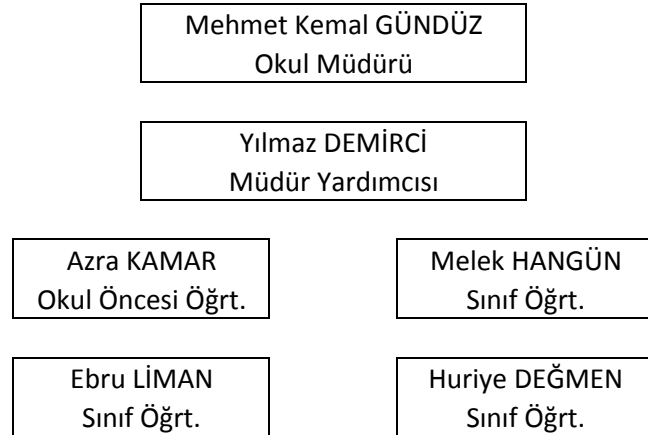 Mehmet Kemal GÜNDÜZ
Okul Müdürü
Yılmaz DEMİRCİ
Müdür Yardımcısı
Azra KAMAR
Okul Öncesi Öğrt.
Melek HANGÜN
Sınıf Öğrt.
Ebru LİMAN
Sınıf Öğrt.
Huriye DEĞMEN
Sınıf Öğrt.